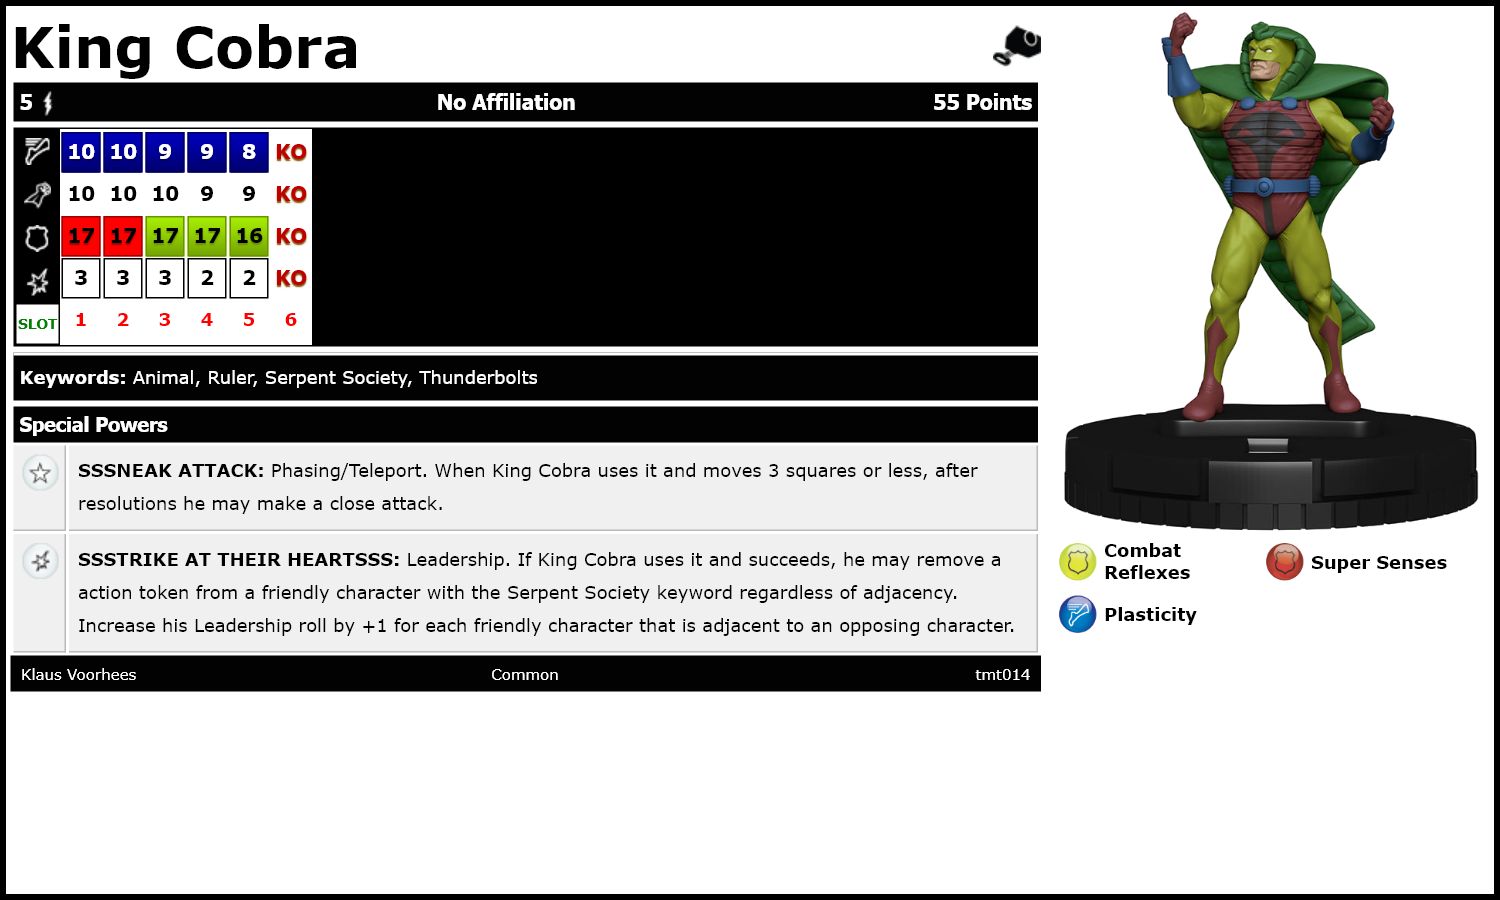 King Cobra
5 No Affiliation 55 Points
10 10 9 9 8 KO
10 10 10 9 9 KO
17 17 17 17 16 KO
3 3 3 2 2 KO
SLOT 1 2 3 4 5 6
Keywords: Animal, Ruler, Serpent Society, Thunderbolts
Special Powers
SSSNEAK ATTACK: Phasing/Teleport. When King Cobra uses it and moves 3 squares or less, after
resolutions he may make a close attack.
SSSTRIKE AT THEIR HEARTSSS: Leadership. If King Cobra uses it and succeeds, he may remove a
action token from a friendly character with the Serpent Society keyword regardless of adjacency.
Increase his Leadership roll by +1 for each friendly character that is adjacent to an opposing character.
Klaus Voorhees Common tmt014
Combat
Reflexes
Super Senses
Plasticity